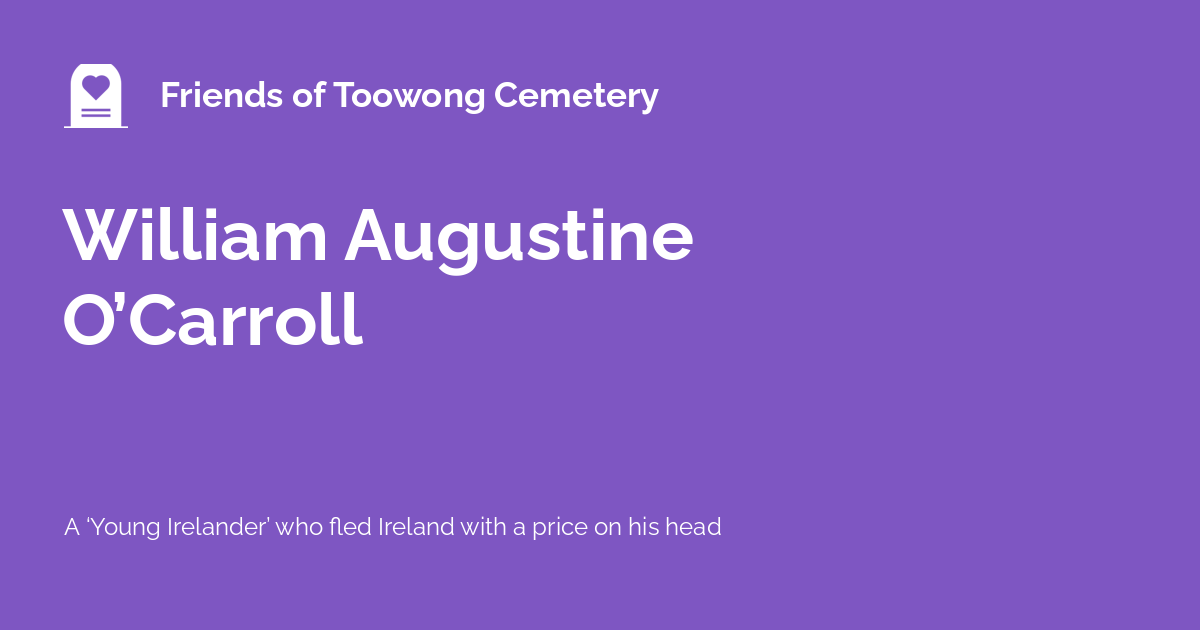 Friends of Toowong Cemetery
William Augustine
O’Carroll
A ‘Young Irelander’ who fled Ireland with a price on his head